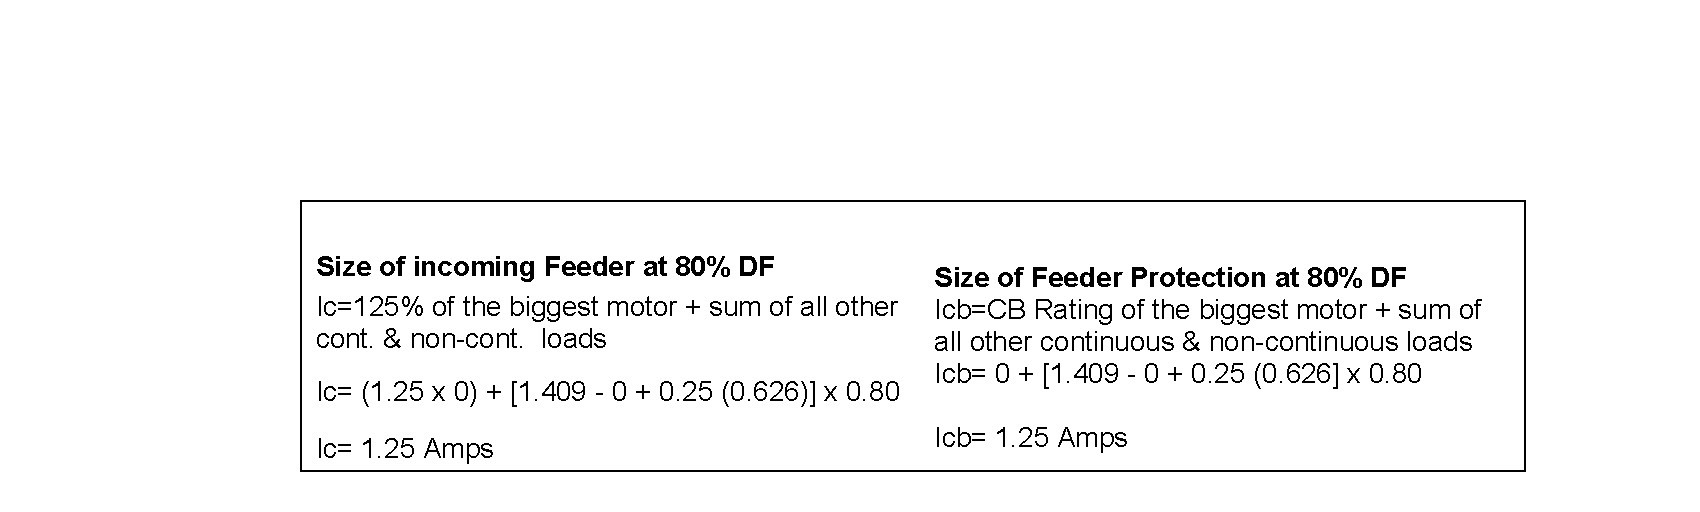 Size of incoming Feeder at 80% DF
Ic=125% of the biggest motor + sum of all other
cont. & non-cont.  loads
Ic= (1.25 x 0) + [1.409 - 0 + 0.25 (0.626)] x 0.80
Ic= 1.25 Amps
Size of Feeder Protection at 80% DF
Icb=CB Rating of the biggest motor + sum of
all other continuous & non-continuous loads
Icb= 0 + [1.409 - 0 + 0.25 (0.626] x 0.80
Icb= 1.25 Amps